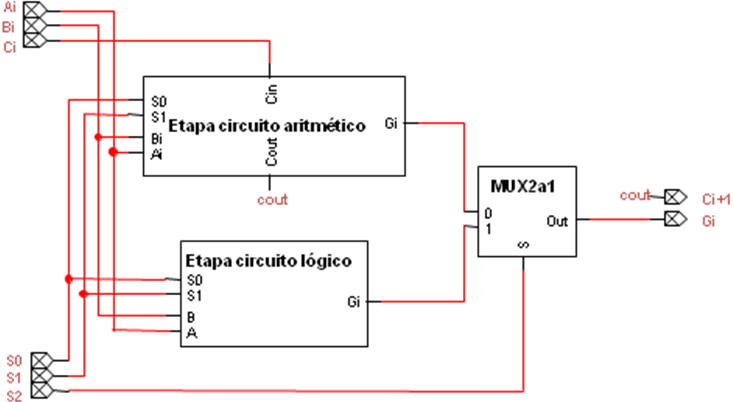 Ai
Bi
Ci
Cin
S0
S1
Etapa circuito aritmético
Gi
Bi
Ai
Cout
cout
MUX2a1
0
1
Out
S
cout
Ci+1
Gi
Etapa circuito lógico
S0
S1
Gi
B
A
S0
S1
S2